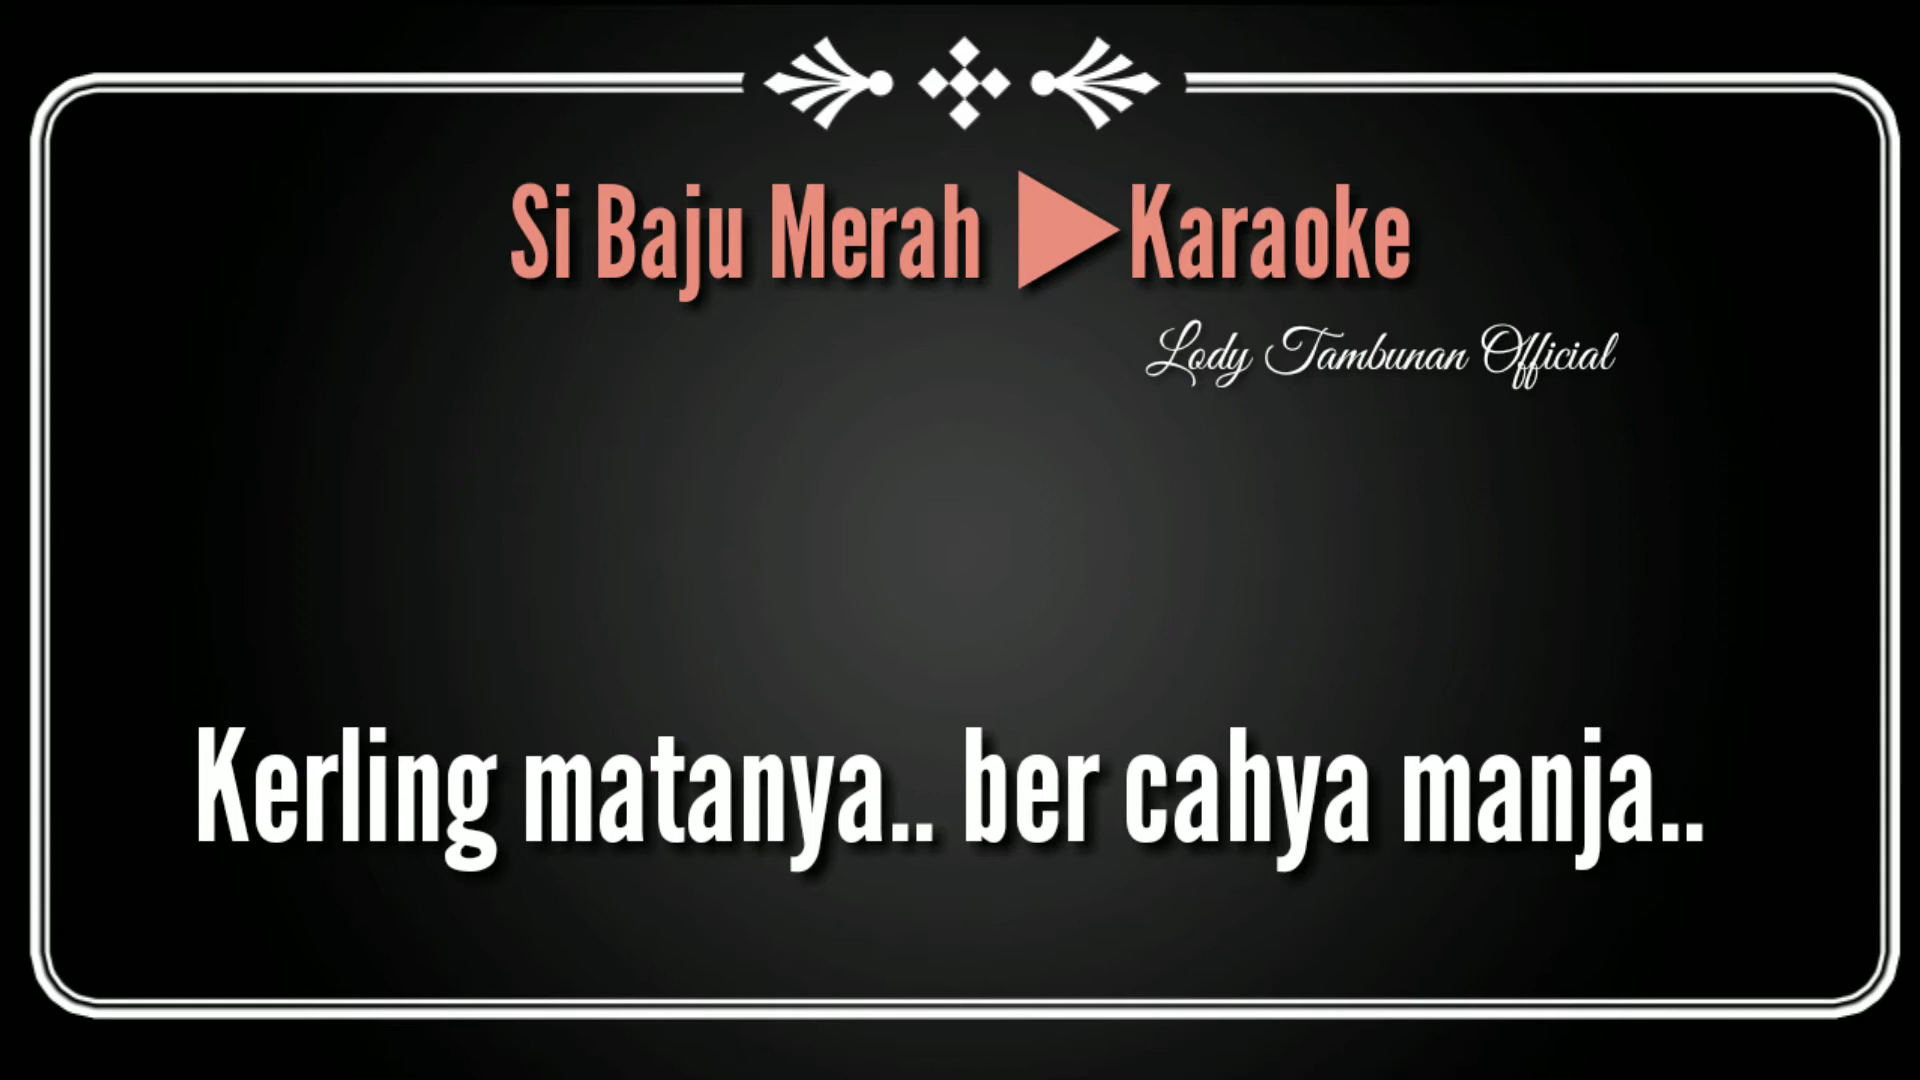 Si Baju Merah ▶Karaoke
Lody Tambunan Official
Kerling matanya.. ber cahya manja..